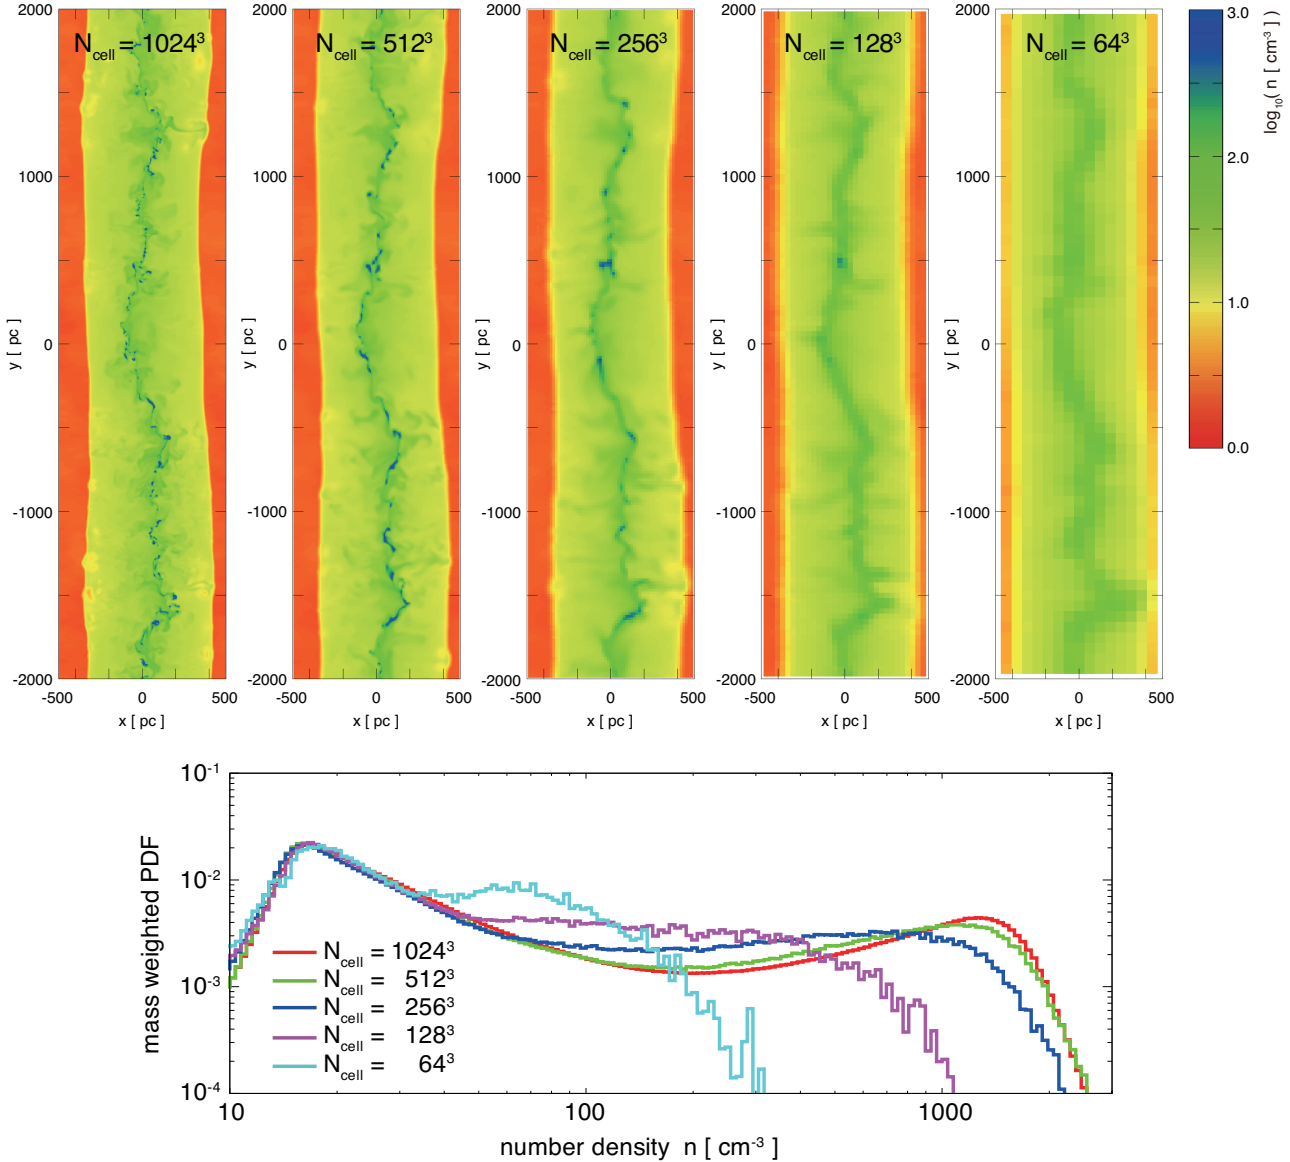 N_cell = 1024³
N_cell = 512³
N_cell = 256³
N_cell = 128³
N_cell = 64³
2000
1000
0
-1000
-2000
y [ pc ]
-500 0 500
x [ pc ]
2000
1000
0
-1000
-2000
y [ pc ]
-500 0 500
x [ pc ]
2000
1000
0
-1000
-2000
y [ pc ]
-500 0 500
x [ pc ]
2000
1000
0
-1000
-2000
y [ pc ]
-500 0 500
x [ pc ]
2000
1000
0
-1000
-2000
y [ pc ]
-500 0 500
x [ pc ]
3.0
2.0
1.0
0.0
log₁₀( n [ cm⁻³ ] )
10⁻¹
10⁻²
10⁻³
10⁻⁴
mass weighted PDF
N_cell = 1024³
N_cell = 512³
N_cell = 256³
N_cell = 128³
N_cell = 64³
10 100 1000
number density n [ cm⁻³ ]